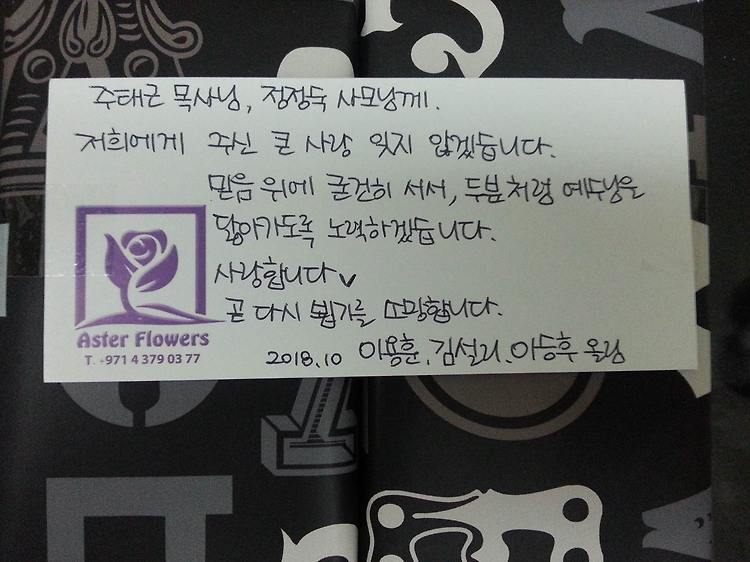 주태근 목사님, 정정숙 사모님께.
저희에게 주신 큰 사랑 잊지 않겠습니다.
믿음 위에 굳건히 서서, 두분처럼 예수님을
닮아가도록 노력하겠습니다.
사랑합니다
곧 다시 뵙기를 소망합니다.
2018.10 이용훈, 김설리, 이승후 올림
Aster Flowers
T. +971 4 379 03 77